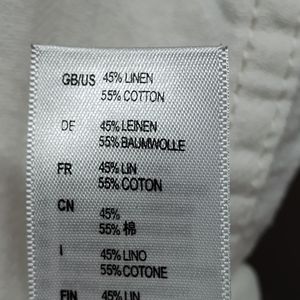 GB/US 45% LINEN
55% COTTON
DE 45% LEINEN
55% BAUMWOLLE
FR 45% LIN
55% COTON
CN 45%
55% 棉
I 45% LINO
55% COTONE
FIN 45% LIN